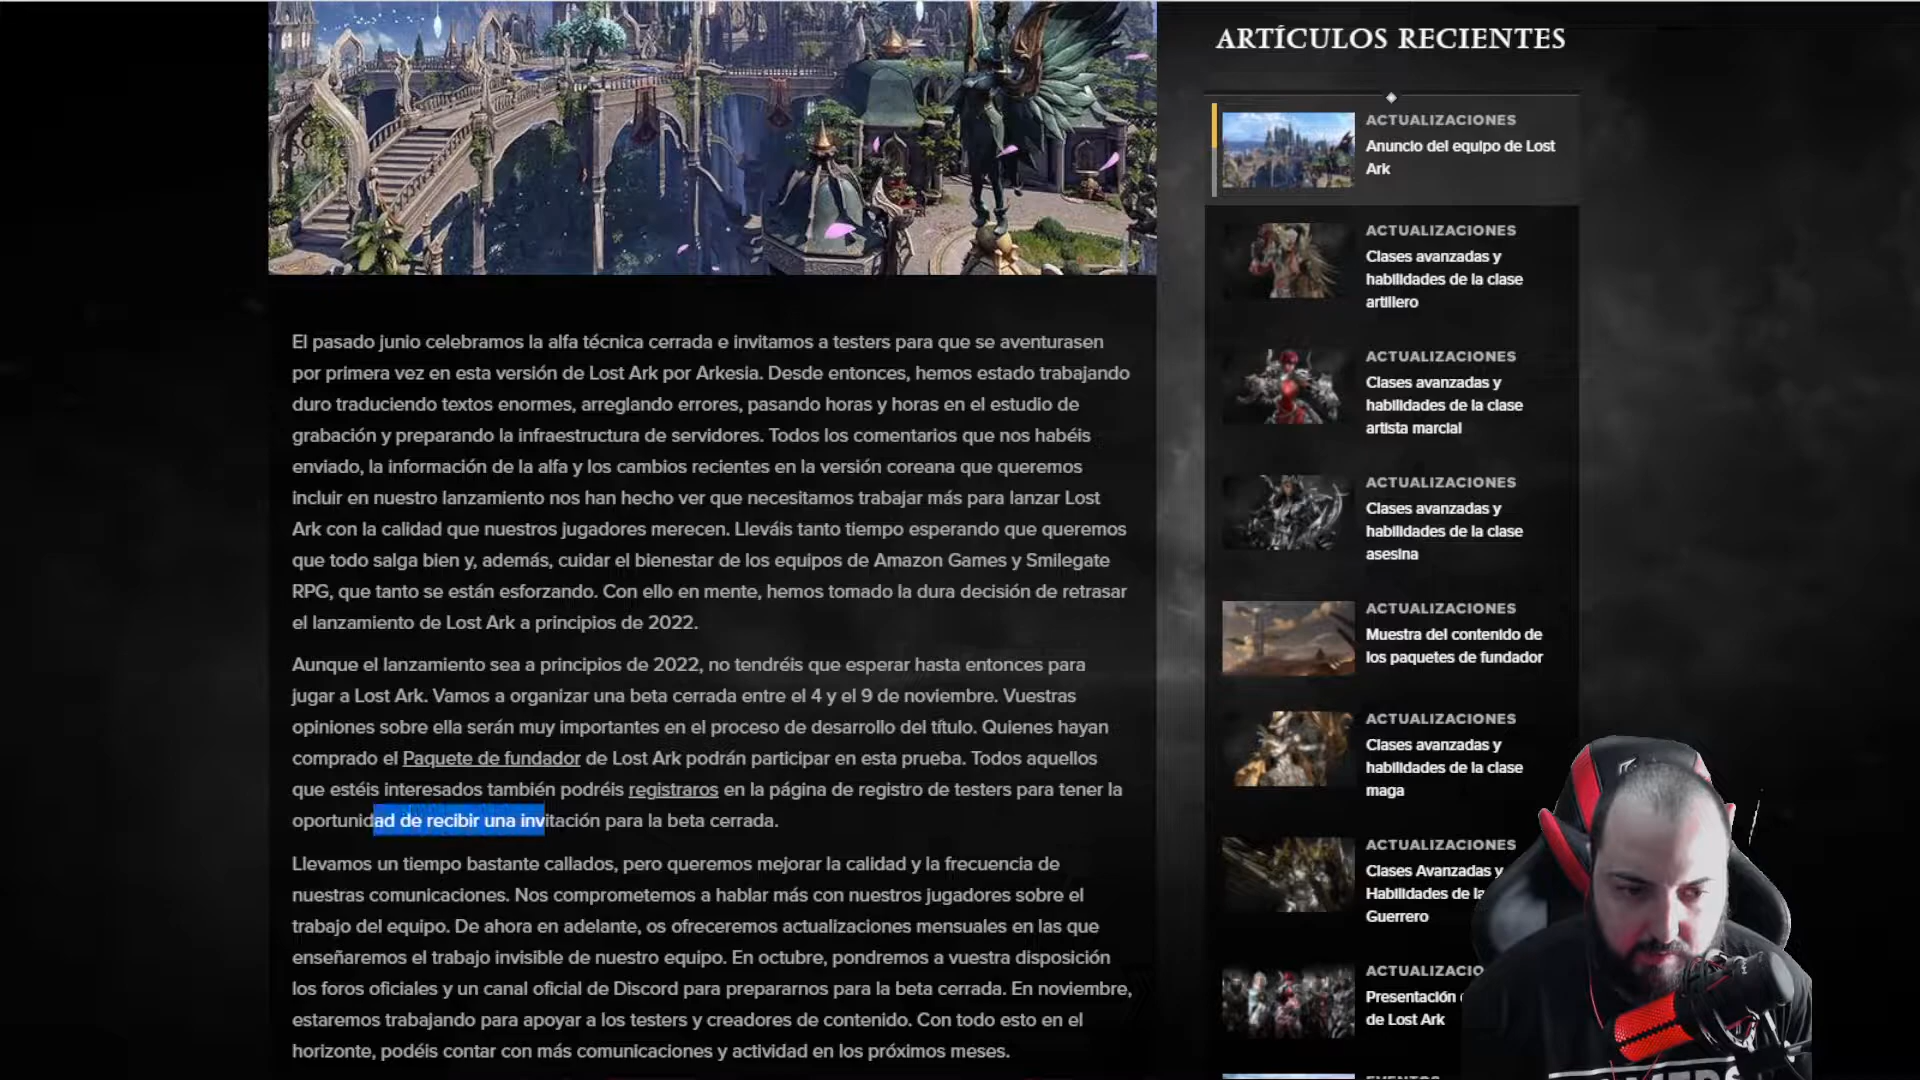 El pasado junio celebramos la alfa técnica cerrada e invitamos a testers para que se aventurasen
por primera vez en esta versión de Lost Ark por Arkesia. Desde entonces, hemos estado trabajando
duro traduciendo textos enormes, arreglando errores, pasando horas y horas en el estudio de
grabación y preparando la infraestructura de servidores. Todos los comentarios que nos habéis
enviado, la información de la alfa y los cambios recientes en la versión coreana que queremos
incluir en nuestro lanzamiento nos han hecho ver que necesitamos trabajar más para lanzar Lost
Ark con la calidad que nuestros jugadores merecen. Lleváis tanto tiempo esperando que queremos
que todo salga bien y, además, cuidar el bienestar de los equipos de Amazon Games y Smilegate
RPG, que tanto se están esforzando. Con ello en mente, hemos tomado la dura decisión de retrasar
el lanzamiento de Lost Ark a principios de 2022.
Aunque el lanzamiento sea a principios de 2022, no tendréis que esperar hasta entonces para
jugar a Lost Ark. Vamos a organizar una beta cerrada entre el 4 y el 9 de noviembre. Vuestras
opiniones sobre ella serán muy importantes en el proceso de desarrollo del título. Quienes hayan
comprado el Paquete de fundador de Lost Ark podrán participar en esta prueba. Todos aquellos
que estéis interesados también podréis registraros en la página de registro de testers para tener la
oportunidad de recibir una invitación para la beta cerrada.
Llevamos un tiempo bastante callados, pero queremos mejorar la calidad y la frecuencia de
nuestras comunicaciones. Nos comprometemos a hablar más con nuestros jugadores sobre el
trabajo del equipo. De ahora en adelante, os ofreceremos actualizaciones mensuales en las que
enseñaremos el trabajo invisible de nuestro equipo. En octubre, pondremos a vuestra disposición
los foros oficiales y un canal oficial de Discord para prepararnos para la beta cerrada. En noviembre,
estaremos trabajando para apoyar a los testers y creadores de contenido. Con todo esto en el
horizonte, podéis contar con más comunicaciones y actividad en los próximos meses.
ARTÍCULOS RECIENTES
ACTUALIZACIONES
Anuncio del equipo de Lost
Ark
ACTUALIZACIONES
Clases avanzadas y
habilidades de la clase
artillero
ACTUALIZACIONES
Clases avanzadas y
habilidades de la clase
artista marcial
ACTUALIZACIONES
Clases avanzadas y
habilidades de la clase
asesina
ACTUALIZACIONES
Muestra del contenido de
los paquetes de fundador
ACTUALIZACIONES
Clases avanzadas y
habilidades de la clase
maga
ACTUALIZACIONES
Clases Avanzadas y
Habilidades de la
Guerrero
ACTUALIZACIO
Presentación
de Lost Ark